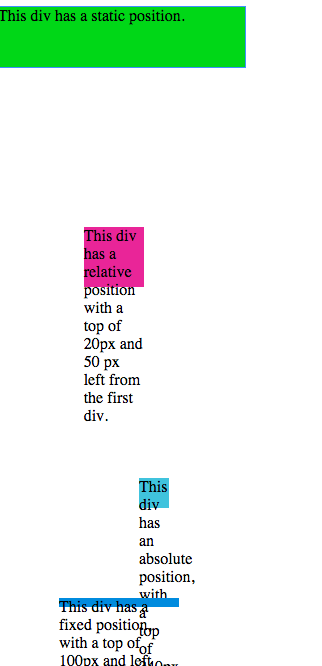 This div has a static position.
This div
has a
relative
position
with a
top of
20px and
50 px
left from
the first
div.
This
div
has
an
absolute
position,
with
a
top
of
This div has a
fixed position
with a top of
100px and left